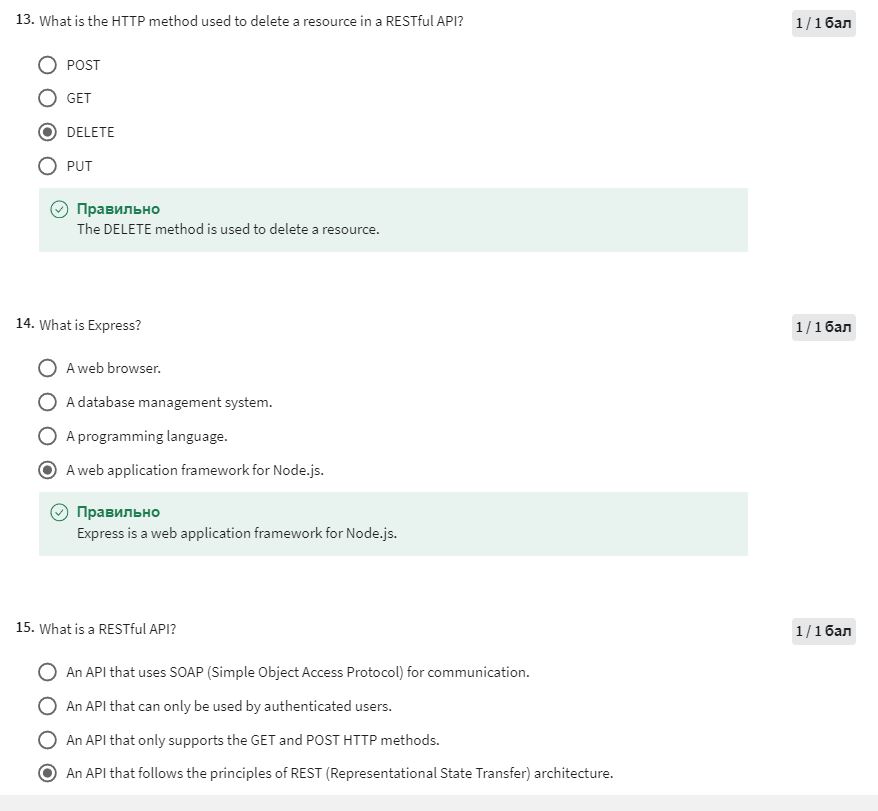 13. What is the HTTP method used to delete a resource in a RESTful API?
1 / 1 бал
POST
GET
DELETE
PUT
Правильно
The DELETE method is used to delete a resource.
14. What is Express?
1 / 1 бал
A web browser.
A database management system.
A programming language.
A web application framework for Node.js.
Правильно
Express is a web application framework for Node.js.
15. What is a RESTful API?
1 / 1 бал
An API that uses SOAP (Simple Object Access Protocol) for communication.
An API that can only be used by authenticated users.
An API that only supports the GET and POST HTTP methods.
An API that follows the principles of REST (Representational State Transfer) architecture.